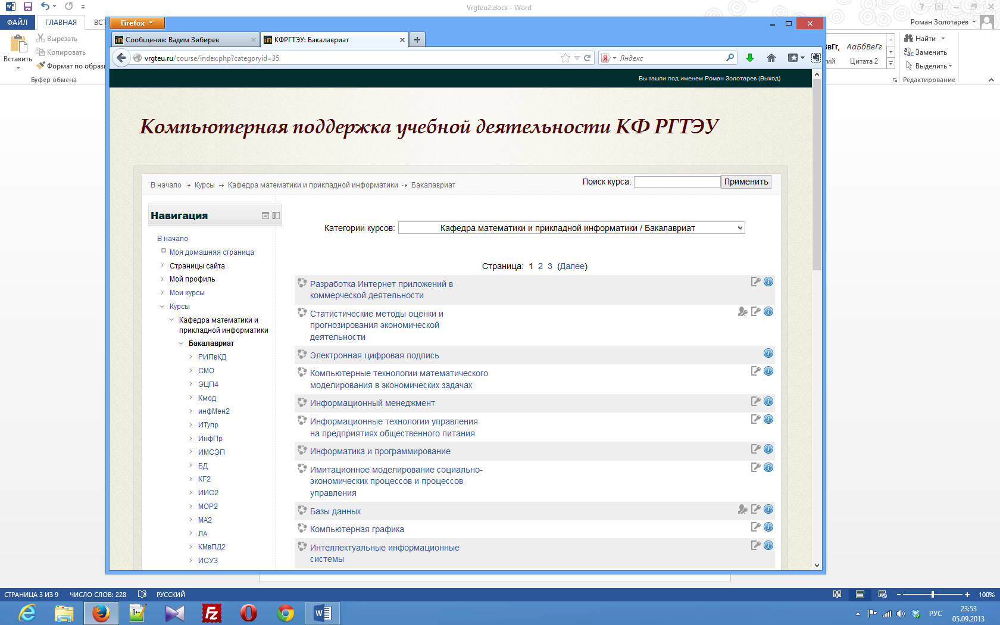 Vrgteu2.docx - Word
ФАЙЛ
ГЛАВНАЯ
ВСТ
Роман Золотарев
Вставить
Вырезать
Копировать
Формат по образц
Буфер обмена
АаБбВвГг
Цитата 2
Найти
Заменить
Выделить
Редактирование
Firefox
Сообщения: Вадим Зибирев
КФРГТЭУ: Бакалавриат
vrgteu.ru/course/index.php?categoryid=35
Яндекс
Вы зашли под именем Роман Золотарев (Выход)
Компьютерная поддержка учебной деятельности КФ РГТЭУ
В начало → Курсы → Кафедра математики и прикладной информатики → Бакалавриат
Поиск курса:
Применить
Навигация
В начало
Моя домашняя страница
Страницы сайта
Мой профиль
Мои курсы
Курсы
Кафедра математики и
прикладной информатики
Бакалавриат
РИПвКД
СМО
ЭЦП4
Кмод
инфМен2
ИТупр
ИнфПр
ИМСЭП
БД
КГ2
ИИС2
МОР2
МА2
ЛА
КМвПД2
ИСУ3
Категории курсов: Кафедра математики и прикладной информатики / Бакалавриат
Страница: 1 2 3 (Далее)
Разработка Интернет приложений в
коммерческой деятельности
Статистические методы оценки и
прогнозирования экономической
деятельности
Электронная цифровая подпись
Компьютерные технологии математического
моделирования в экономических задачах
Информационный менеджмент
Информационные технологии управления
на предприятиях общественного питания
Информатика и программирование
Имитационное моделирование социально-
экономических процессов и процессов
управления
Базы данных
Компьютерная графика
Интеллектуальные информационные
системы
СТРАНИЦА 3 ИЗ 9
ЧИСЛО СЛОВ: 228
РУССКИЙ
100%
РУС
23:53
05.09.2013